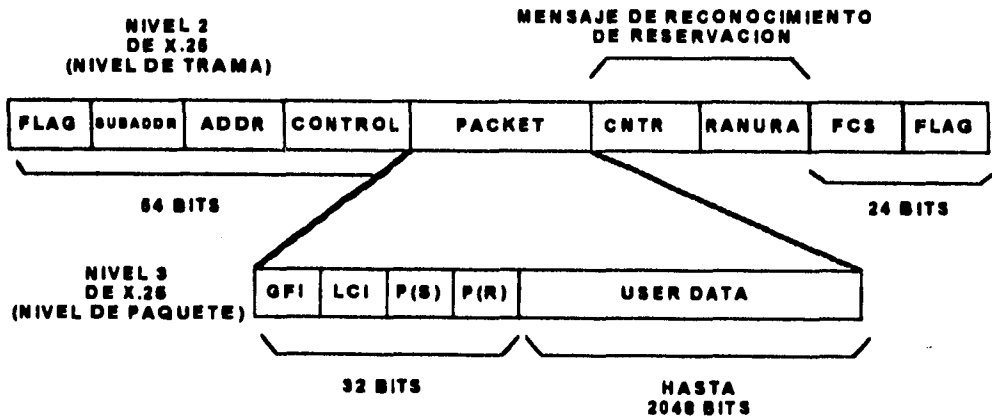 NIVEL 2
DE X.25
(NIVEL DE TRAMA)
MENSAJE DE RECONOCIMIENTO
DE RESERVACION
FLAG SUBADDR ADDR CONTROL PACKET CNTR RANURA FCS FLAG
64 BITS
24 BITS
NIVEL 3
DE X.25
(NIVEL DE PAQUETE)
GFI LCI P(S) P(R) USER DATA
32 BITS
HASTA
2048 BITS